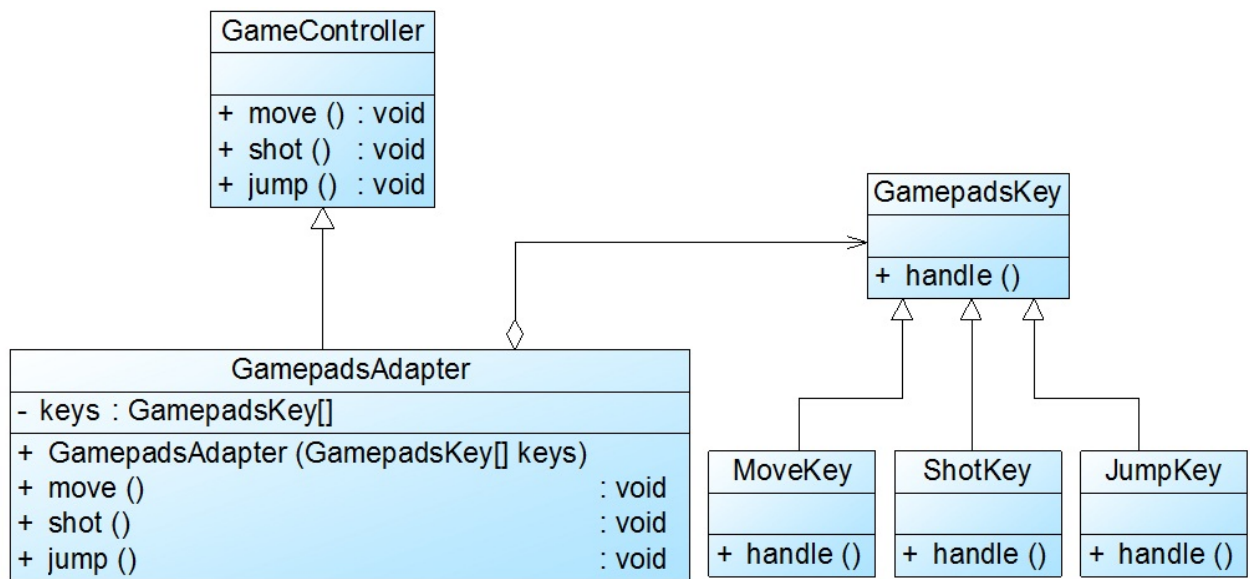 GameController
+ move () : void
+ shot () : void
+ jump () : void
GamepadsKey
+ handle ()
GamepadsAdapter
- keys : GamepadsKey[]
+ GamepadsAdapter (GamepadsKey[] keys)
+ move () : void
+ shot () : void
+ jump () : void
MoveKey
+ handle ()
ShotKey
+ handle ()
JumpKey
+ handle ()